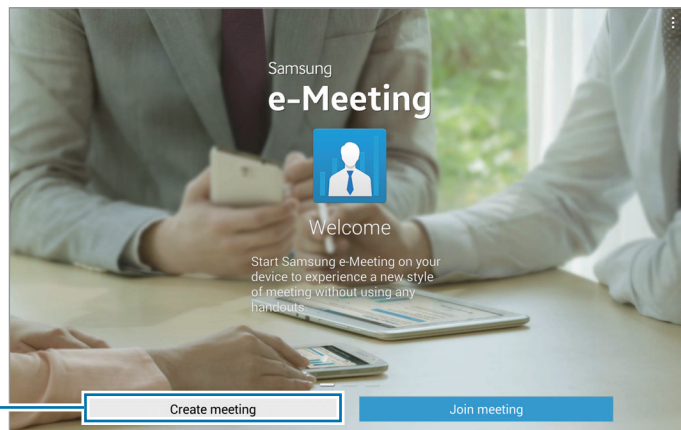 Samsung
e-Meeting
Welcome
Start Samsung e-Meeting on your
device to experience a new style
of meeting without using any
handouts
Create meeting
Join meeting